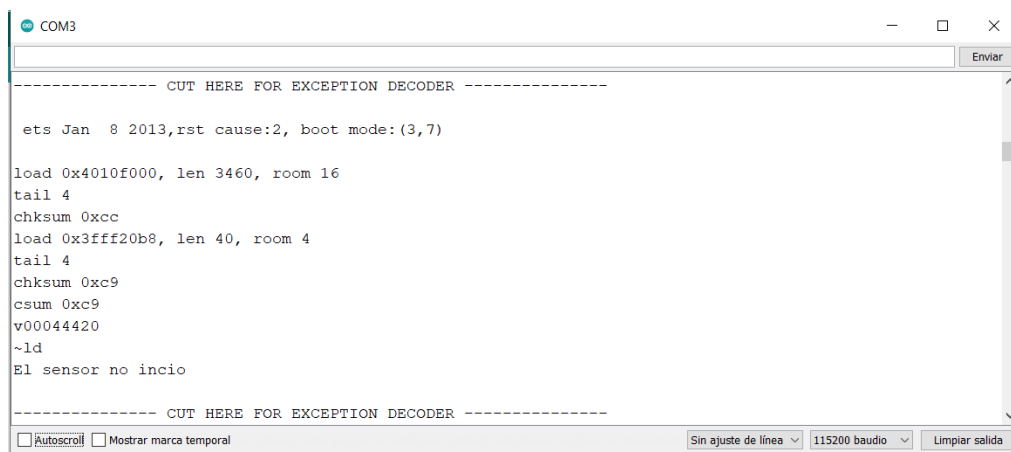 COM3
Enviar
--------------- CUT HERE FOR EXCEPTION DECODER ---------------
ets Jan  8 2013,rst cause:2, boot mode:(3,7)
load 0x4010f000, len 3460, room 16
tail 4
chksum 0xcc
load 0x3fff20b8, len 40, room 4
tail 4
chksum 0xc9
csum 0xc9
v00044420
~ld
El sensor no incio
--------------- CUT HERE FOR EXCEPTION DECODER ---------------
Autoscroll Mostrar marca temporal Sin ajuste de línea 115200 baudio Limpiar salida